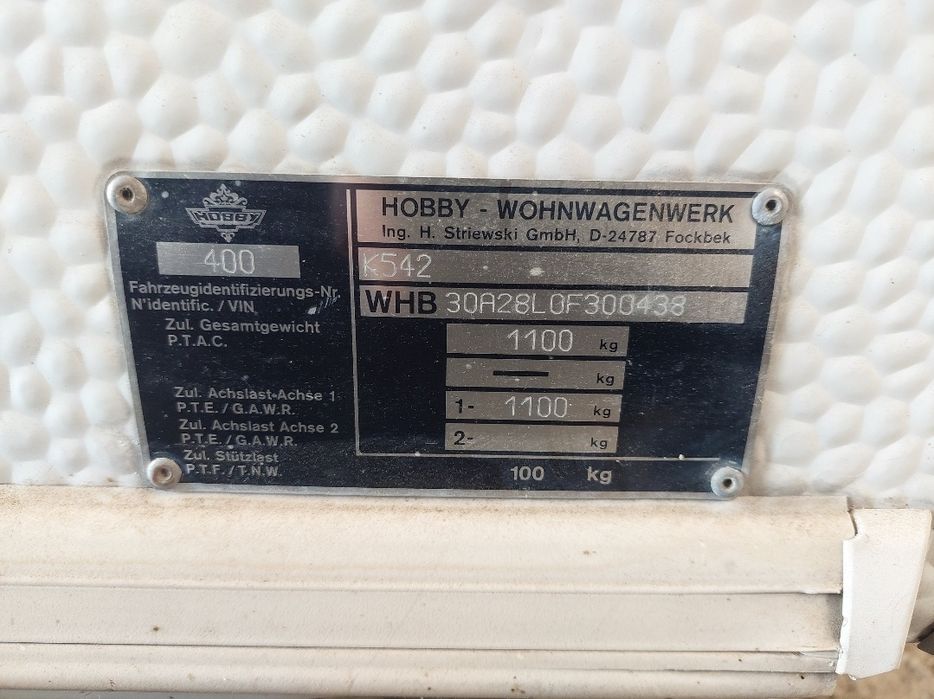 HOBBY
HOBBY - WOHNWAGENWERK
Ing. H. Striewski GmbH, D-24787 Fockbek
400
K542
Fahrzeugidentifizierungs-Nr.
N'identific. / VIN
WHB 30A28L0F300438
Zul. Gesamtgewicht
P.T.A.C.
1100 kg
— kg
Zul. Achslast-Achse 1
P.T.E. / G.A.W.R.
1- 1100 kg
Zul. Achslast Achse 2
P.T.E. / G.A.W.R.
2- kg
Zul. Stützlast
P.T.F. / T.N.W.
100 kg